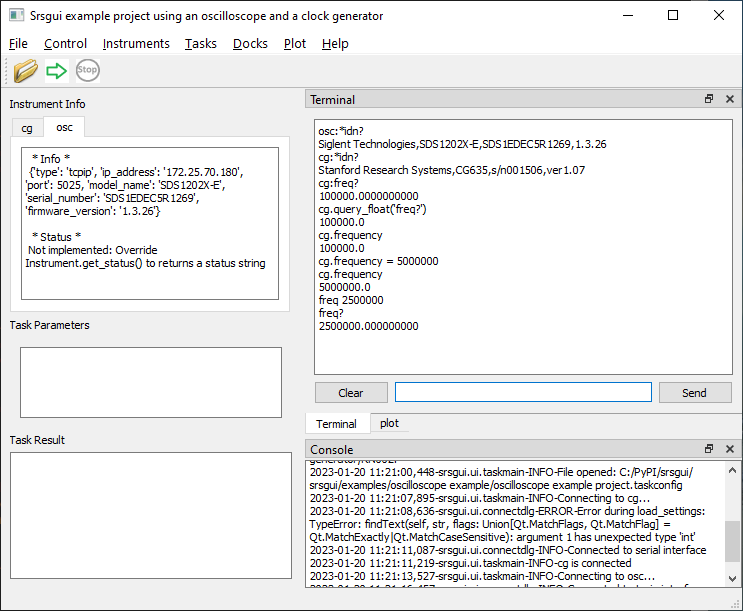 Srsgui example project using an oscilloscope and a clock generator
File Control Instruments Tasks Docks Plot Help
Stop
Instrument Info
cg osc
* Info *
{'type': 'tcpip', 'ip_address': '172.25.70.180',
'port': 5025, 'model_name': 'SDS1202X-E',
'serial_number': 'SDS1EDEC5R1269',
'firmware_version': '1.3.26'}
* Status *
Not implemented: Override
Instrument.get_status() to returns a status string
Task Parameters
Task Result
Terminal
osc:*idn?
Siglent Technologies,SDS1202X-E,SDS1EDEC5R1269,1.3.26
cg:*idn?
Stanford Research Systems,CG635,s/n001506,ver1.07
cg:freq?
100000.0000000000
cg.query_float('freq?')
100000.0
cg.frequency
100000.0
cg.frequency = 5000000
cg.frequency
5000000.0
freq 2500000
freq?
2500000.000000000
Clear Send
Terminal plot
Console
2023-01-20 11:21:00,448-srsgui.ui.taskmain-INFO-File opened: C:/PyPI/srsgui/
srsgui/examples/oscilloscope example/oscilloscope example project.taskconfig
2023-01-20 11:21:07,895-srsgui.ui.taskmain-INFO-Connecting to cg...
2023-01-20 11:21:08,636-srsgui.ui.connectdlg-ERROR-Error during load_settings:
TypeError: findText(self, str, flags: Union[Qt.MatchFlags, Qt.MatchFlag] =
Qt.MatchExactly|Qt.MatchCaseSensitive): argument 1 has unexpected type 'int'
2023-01-20 11:21:11,087-srsgui.ui.connectdlg-INFO-Connected to serial interface
2023-01-20 11:21:11,219-srsgui.ui.taskmain-INFO-cg is connected
2023-01-20 11:21:13,527-srsgui.ui.taskmain-INFO-Connecting to osc...